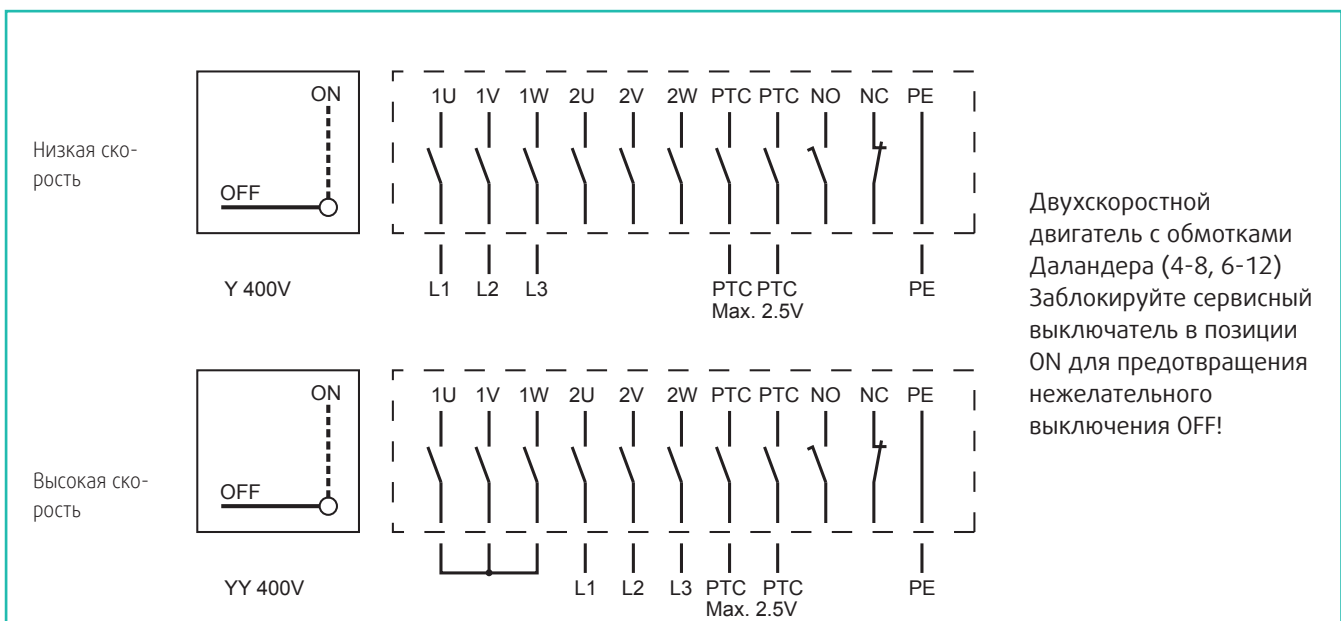 ON
1U 1V 1W 2U 2V 2W PTC PTC NO NC PE
Низкая ско-
рость
OFF
Y 400V
L1 L2 L3 PTC PTC PE
Max. 2.5V
Двухскоростной
двигатель с обмотками
Даландера (4-8, 6-12)
Заблокируйте сервисный
выключатель в позиции
ON для предотвращения
нежелательного
выключения OFF!
ON
1U 1V 1W 2U 2V 2W PTC PTC NO NC PE
Высокая ско-
рость
OFF
YY 400V
L1 L2 L3 PTC PTC PE
Max. 2.5V